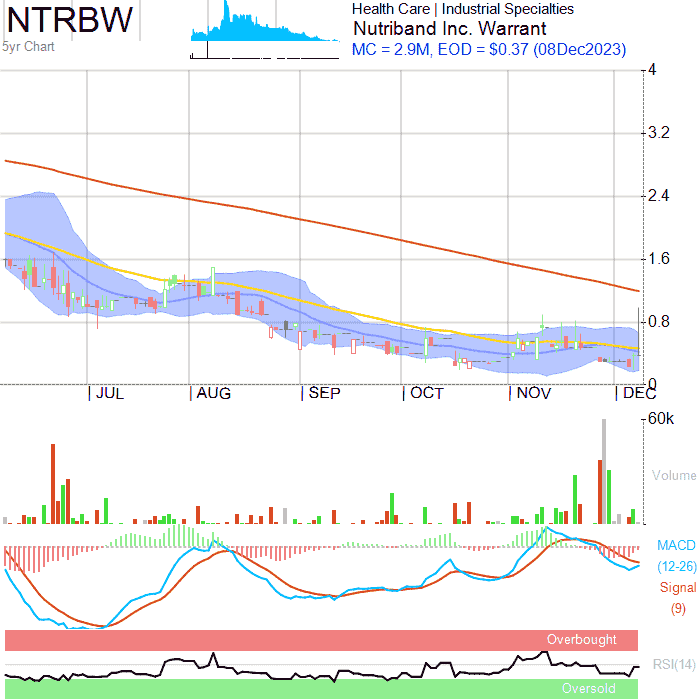 NTRBW
5yr Chart
Health Care | Industrial Specialties
Nutriband Inc. Warrant
MC = 2.9M, EOD = $0.37 (08Dec2023)
4
3.2
2.4
1.6
0.8
0
JUL AUG SEP OCT NOV DEC
60k
Volume
MACD
(12-26)
Signal
(9)
Overbought
RSI(14)
Oversold